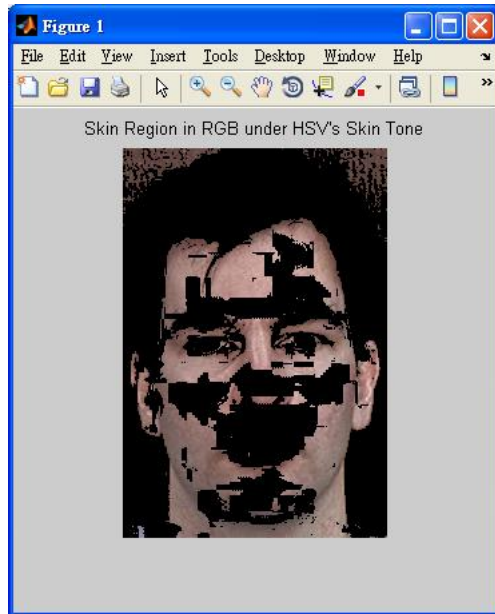 Figure 1
File Edit View Insert Tools Desktop Window Help
Skin Region in RGB under HSV's Skin Tone